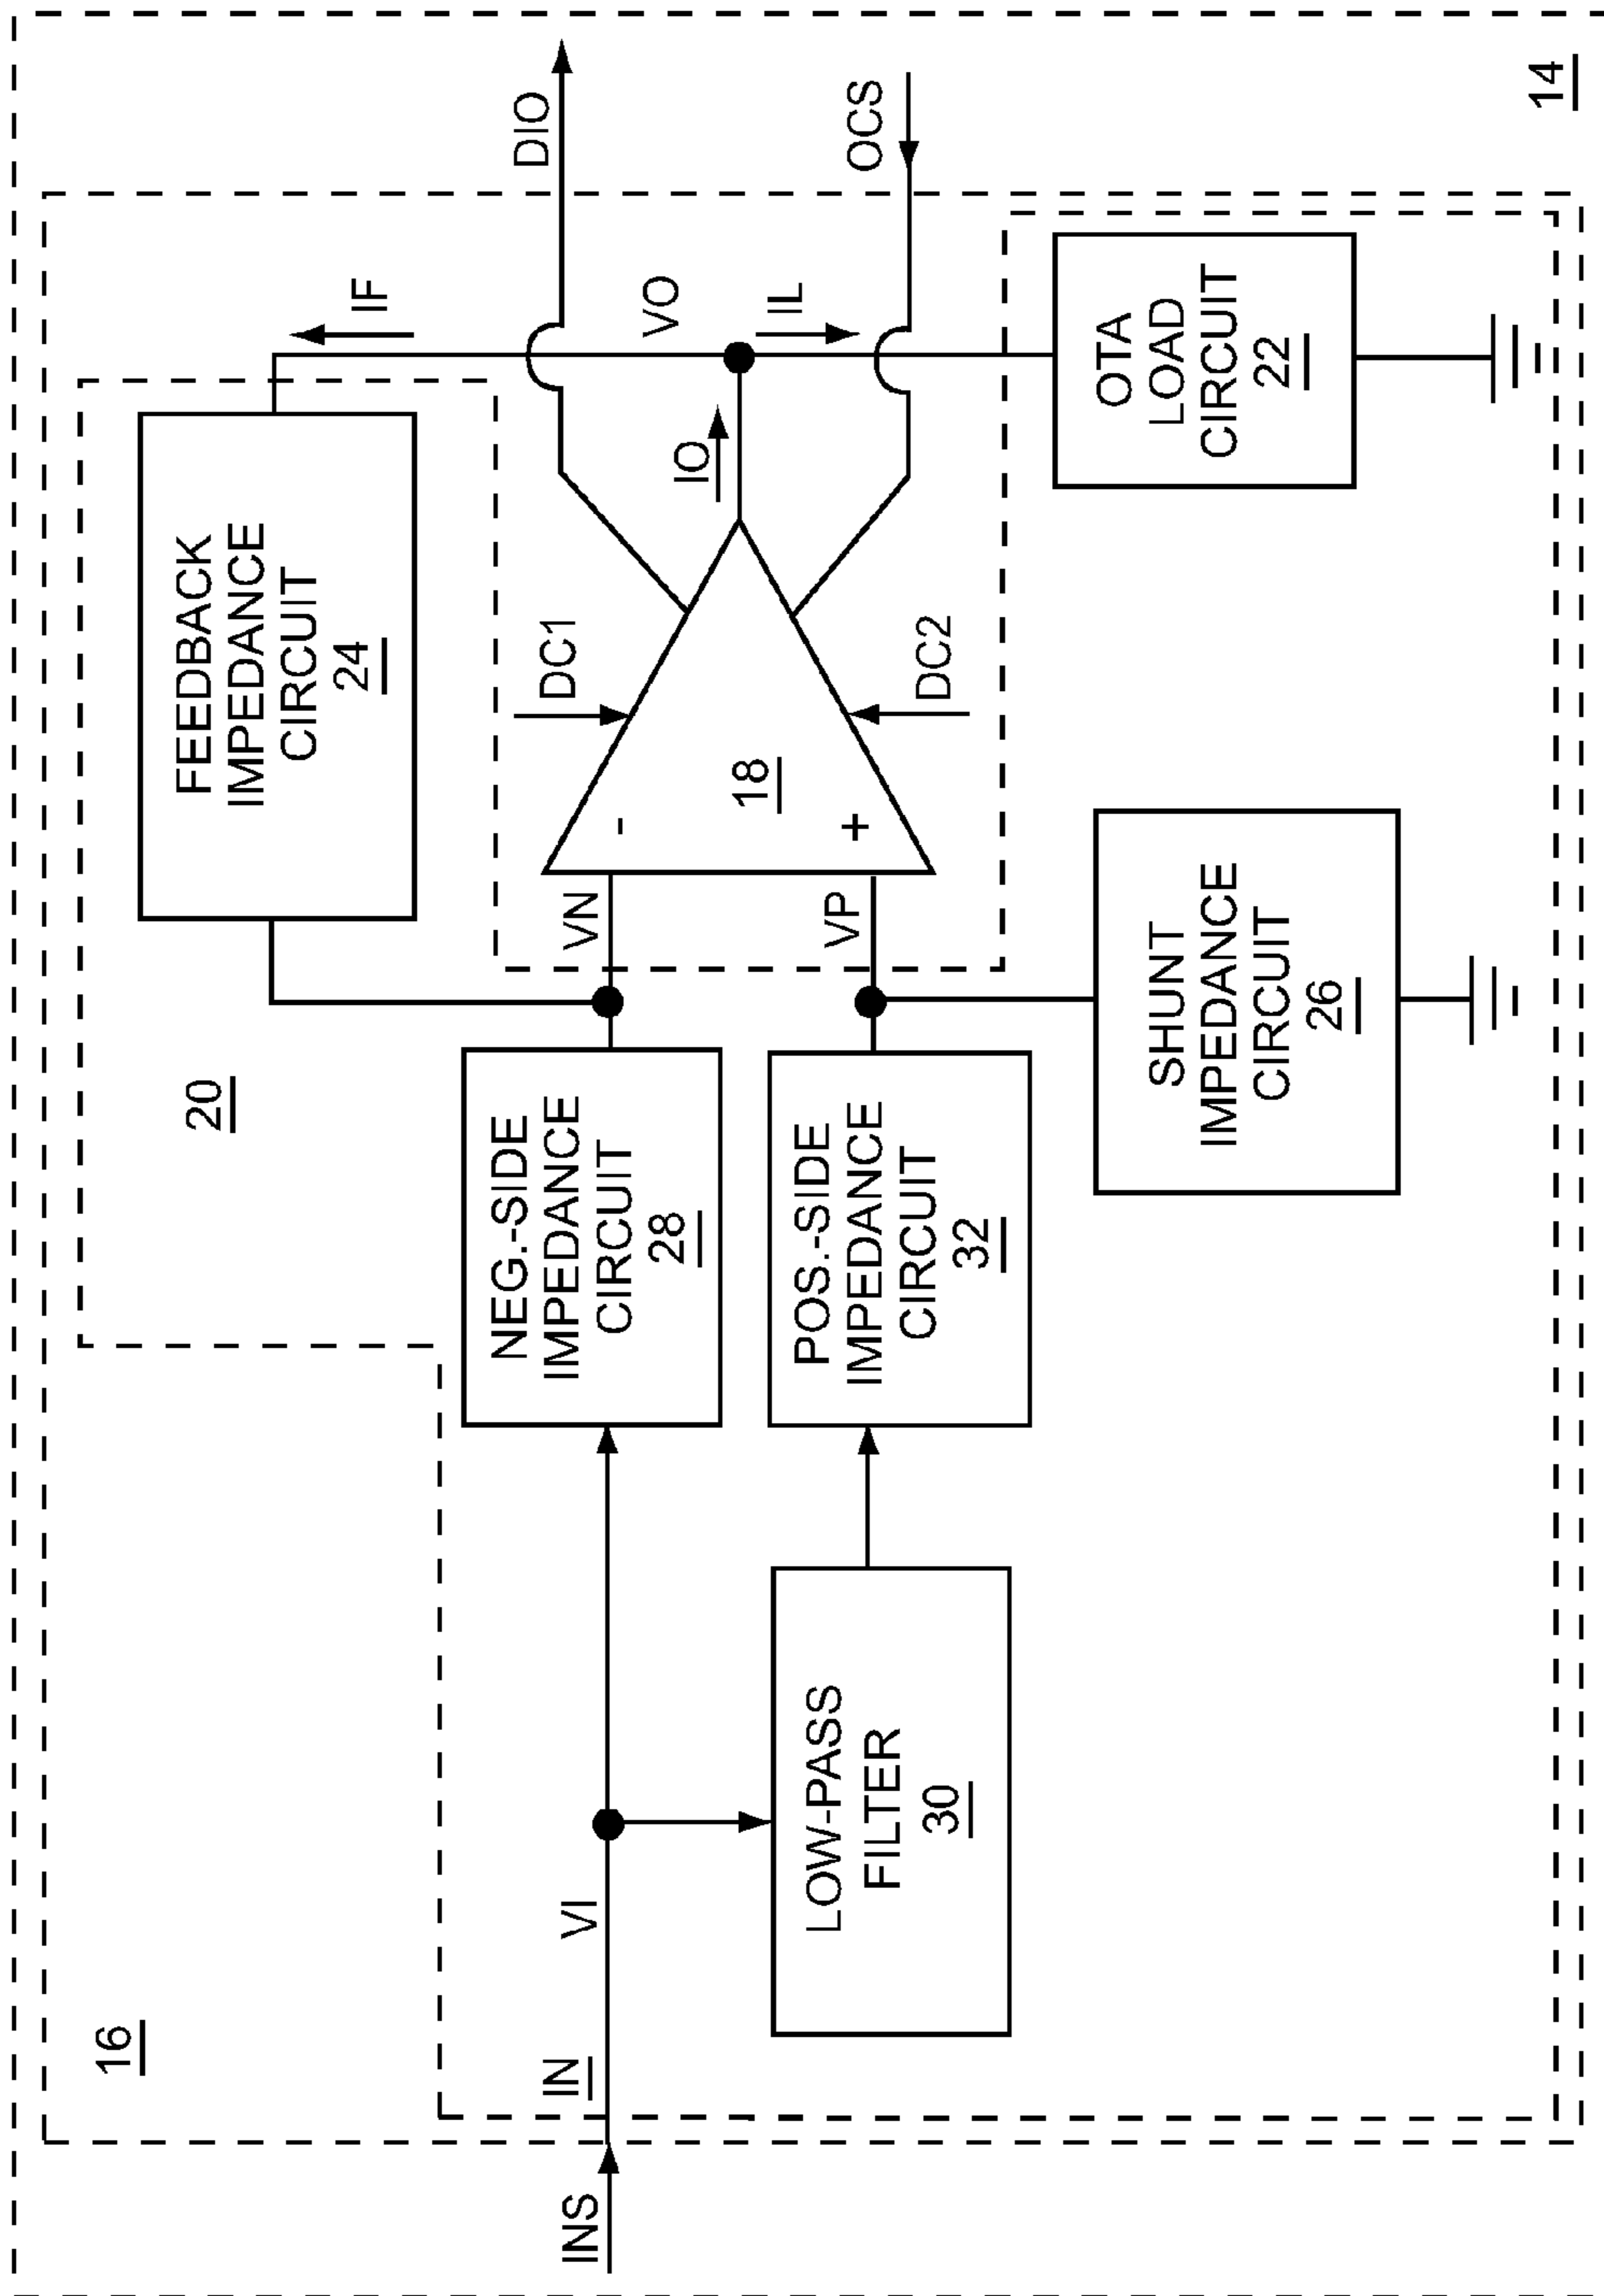 14
16
20
FEEDBACK
IMPEDANCE
CIRCUIT
24
IF
DIO
INS
IN
VI
NEG.-SIDE
IMPEDANCE
CIRCUIT
28
VN
DC1
-
18
+
IO
VO
IL
LOW-PASS
FILTER
30
POS.-SIDE
IMPEDANCE
CIRCUIT
32
VP
DC2
OCS
SHUNT
IMPEDANCE
CIRCUIT
26
OTA
LOAD
CIRCUIT
22